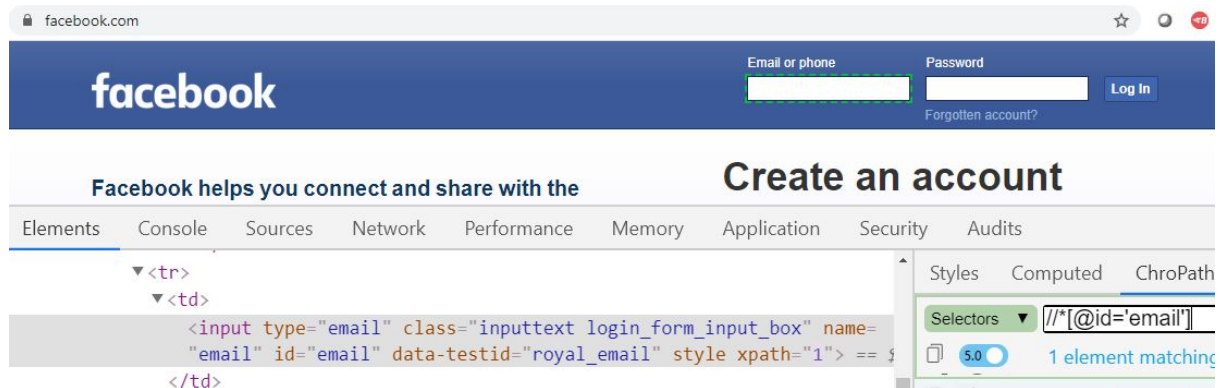 facebook.com
Email or phone Password
facebook
Log In
Forgotten account?
Create an account
Facebook helps you connect and share with the
Elements Console Sources Network Performance Memory Application Security Audits
▼<tr>
Styles Computed ChroPath
▼<td>
<input type="email" class="inputtext login_form_input_box" name=
Selectors ▼ //*[@id='email']
"email" id="email" data-testid="royal_email" style xpath="1"> ==
5.0 1 element matching
</td>